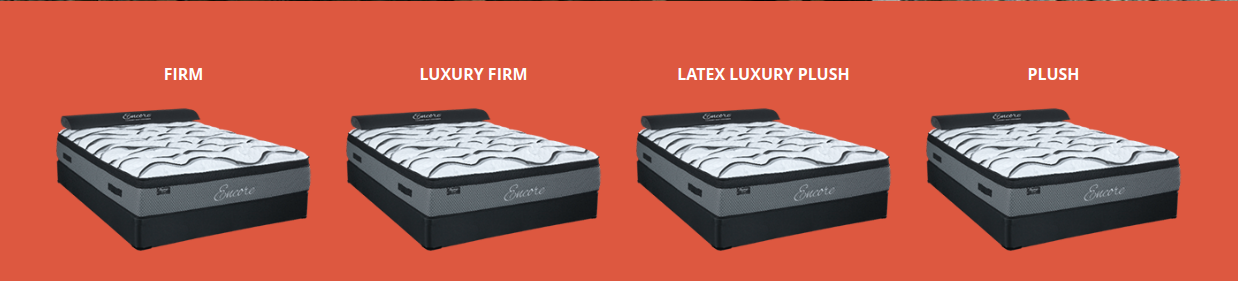 FIRM
LUXURY FIRM
LATEX LUXURY PLUSH
PLUSH
Encore
Encore
Encore
Encore
Encore
Encore
Encore
Encore